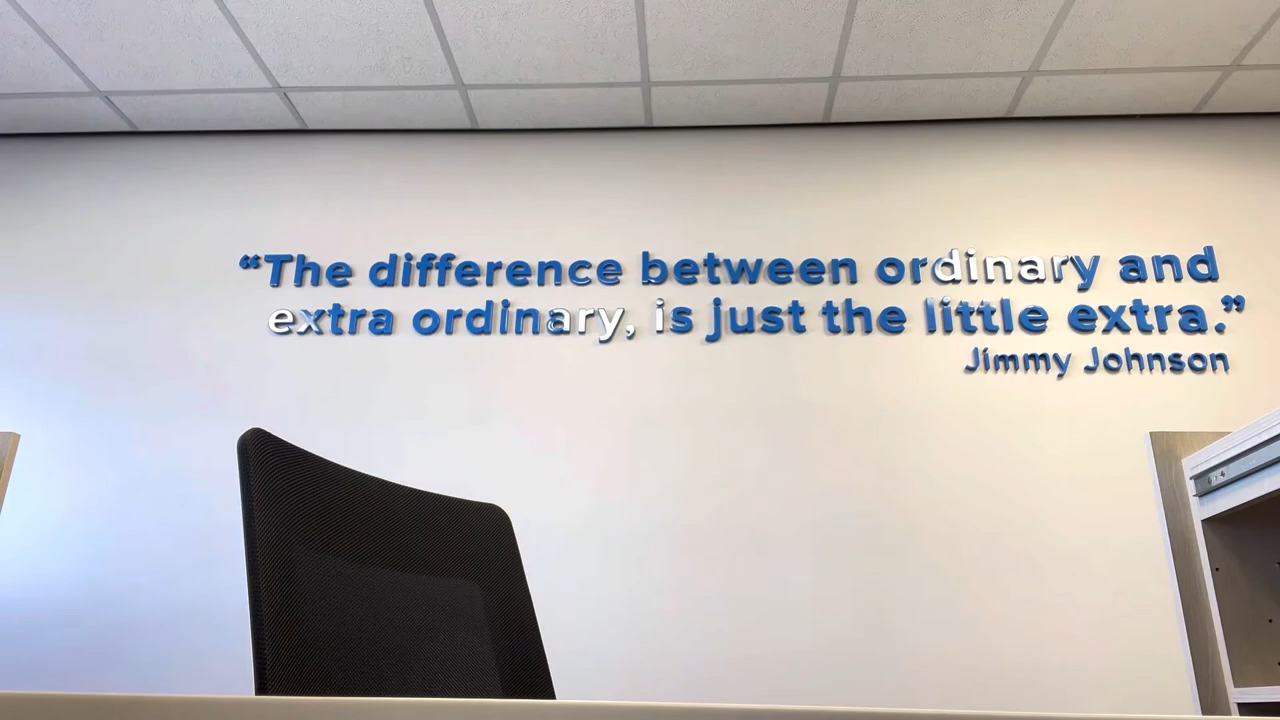 “The difference between ordinary and
extra ordinary, is just the little extra.”
Jimmy Johnson